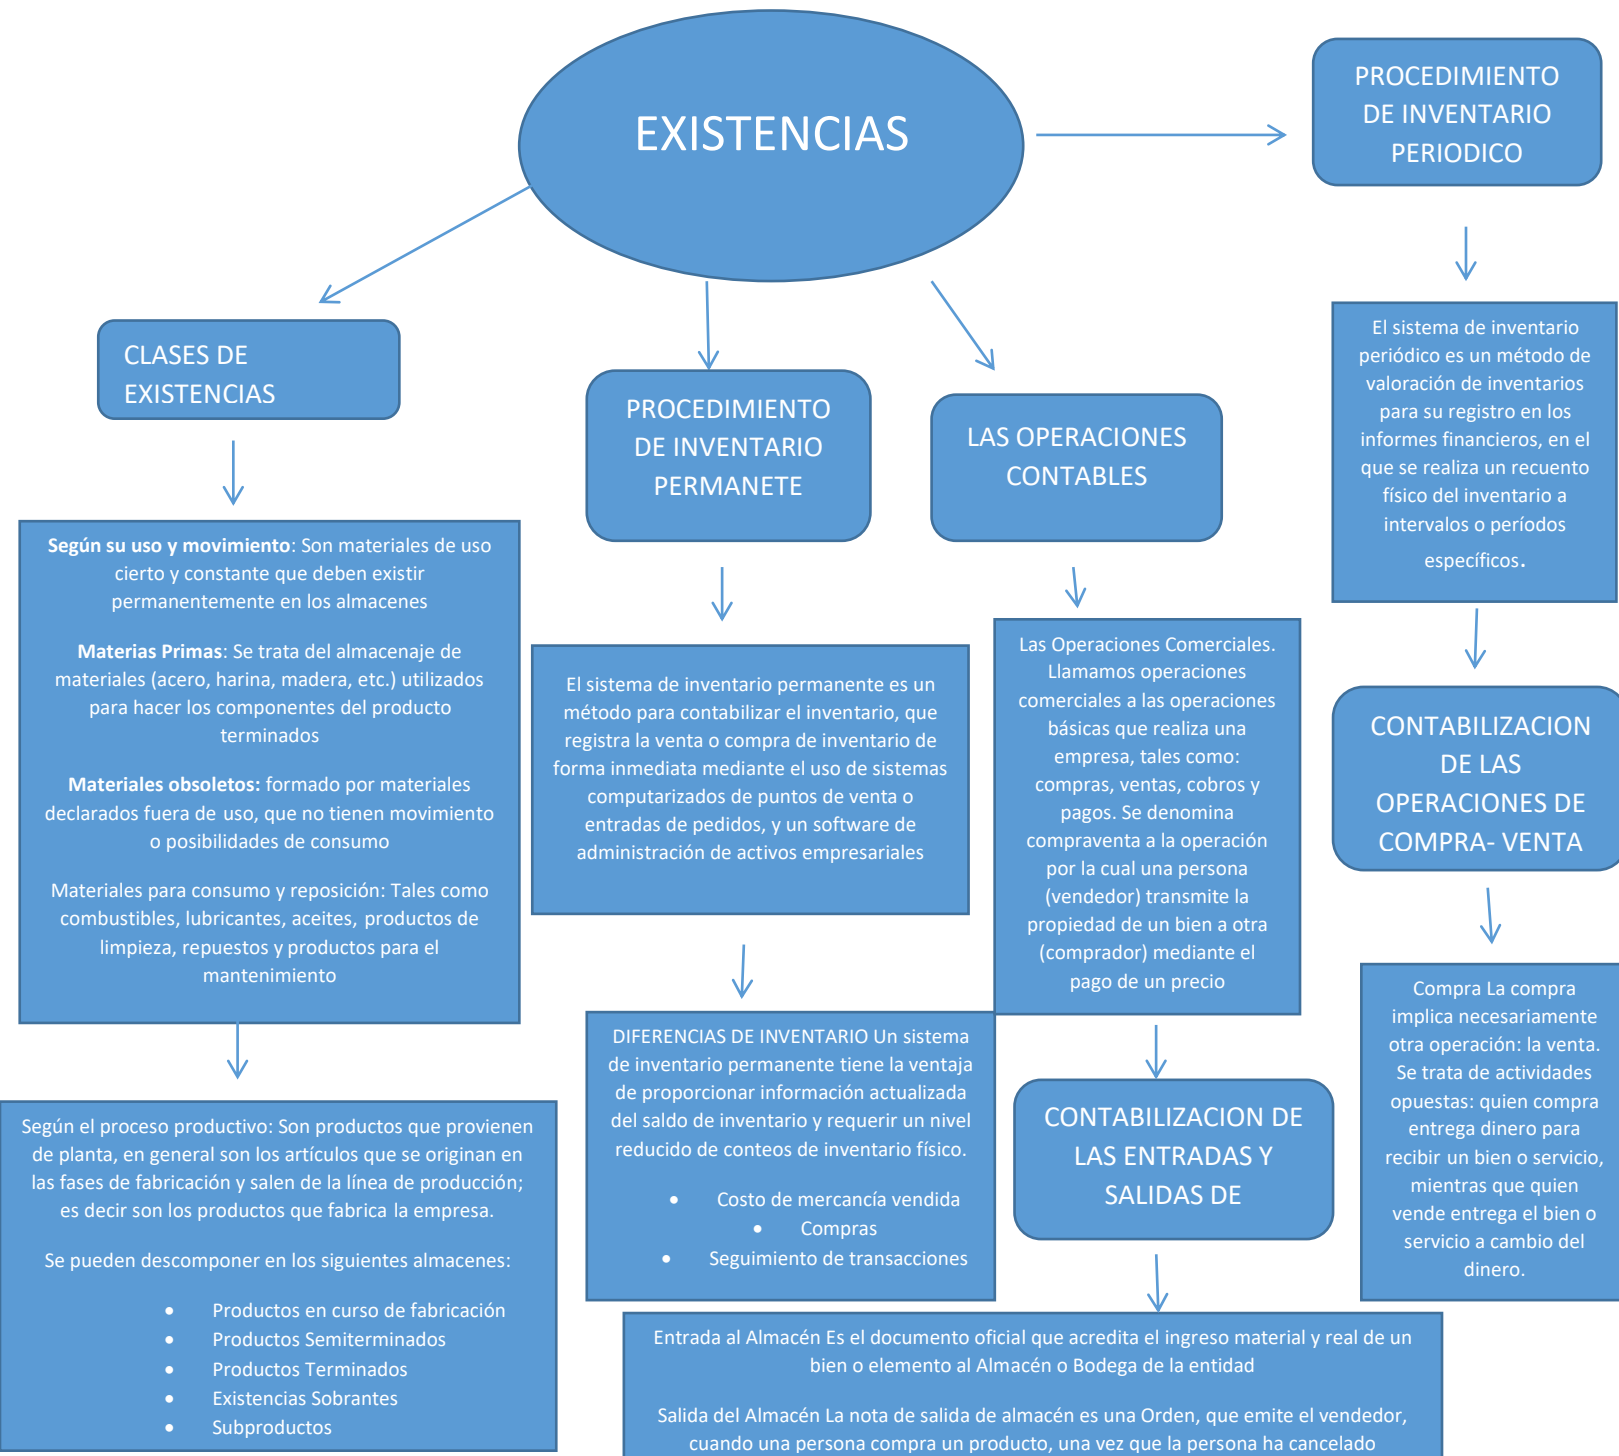 EXISTENCIAS
PROCEDIMIENTO
DE INVENTARIO
PERIODICO
CLASES DE
EXISTENCIAS
PROCEDIMIENTO
DE INVENTARIO
PERMANETE
LAS OPERACIONES
CONTABLES
El sistema de inventario
periódico es un método de
valoración de inventarios
para su registro en los
informes financieros, en el
que se realiza un recuento
físico del inventario a
intervalos o períodos
específicos.
Según su uso y movimiento: Son materiales de uso
cierto y constante que deben existir
permanentemente en los almacenes
Materias Primas: Se trata del almacenaje de
materiales (acero, harina, madera, etc.) utilizados
para hacer los componentes del producto
terminados
Materiales obsoletos: formado por materiales
declarados fuera de uso, que no tienen movimiento
o posibilidades de consumo
Materiales para consumo y reposición: Tales como
combustibles, lubricantes, aceites, productos de
limpieza, repuestos y productos para el
mantenimiento
El sistema de inventario permanente es un
método para contabilizar el inventario, que
registra la venta o compra de inventario de
forma inmediata mediante el uso de sistemas
computarizados de puntos de venta o
entradas de pedidos, y un software de
administración de activos empresariales
Las Operaciones Comerciales.
Llamamos operaciones
comerciales a las operaciones
básicas que realiza una
empresa, tales como:
compras, ventas, cobros y
pagos. Se denomina
compraventa a la operación
por la cual una persona
(vendedor) transmite la
propiedad de un bien a otra
(comprador) mediante el
pago de un precio
CONTABILIZACION
DE LAS
OPERACIONES DE
COMPRA- VENTA
Compra La compra
implica necesariamente
otra operación: la venta.
Se trata de actividades
opuestas: quien compra
entrega dinero para
recibir un bien o servicio,
mientras que quien
vende entrega el bien o
servicio a cambio del
dinero.
DIFERENCIAS DE INVENTARIO Un sistema
de inventario permanente tiene la ventaja
de proporcionar información actualizada
del saldo de inventario y requerir un nivel
reducido de conteos de inventario físico.
• Costo de mercancía vendida
• Compras
• Seguimiento de transacciones
CONTABILIZACION DE
LAS ENTRADAS Y
SALIDAS DE
Según el proceso productivo: Son productos que provienen
de planta, en general son los artículos que se originan en
las fases de fabricación y salen de la línea de producción;
es decir son los productos que fabrica la empresa.
Se pueden descomponer en los siguientes almacenes:
• Productos en curso de fabricación
• Productos Semiterminados
• Productos Terminados
• Existencias Sobrantes
• Subproductos
Entrada al Almacén Es el documento oficial que acredita el ingreso material y real de un
bien o elemento al Almacén o Bodega de la entidad
Salida del Almacén La nota de salida de almacén es una Orden, que emite el vendedor,
cuando una persona compra un producto, una vez que la persona ha cancelado